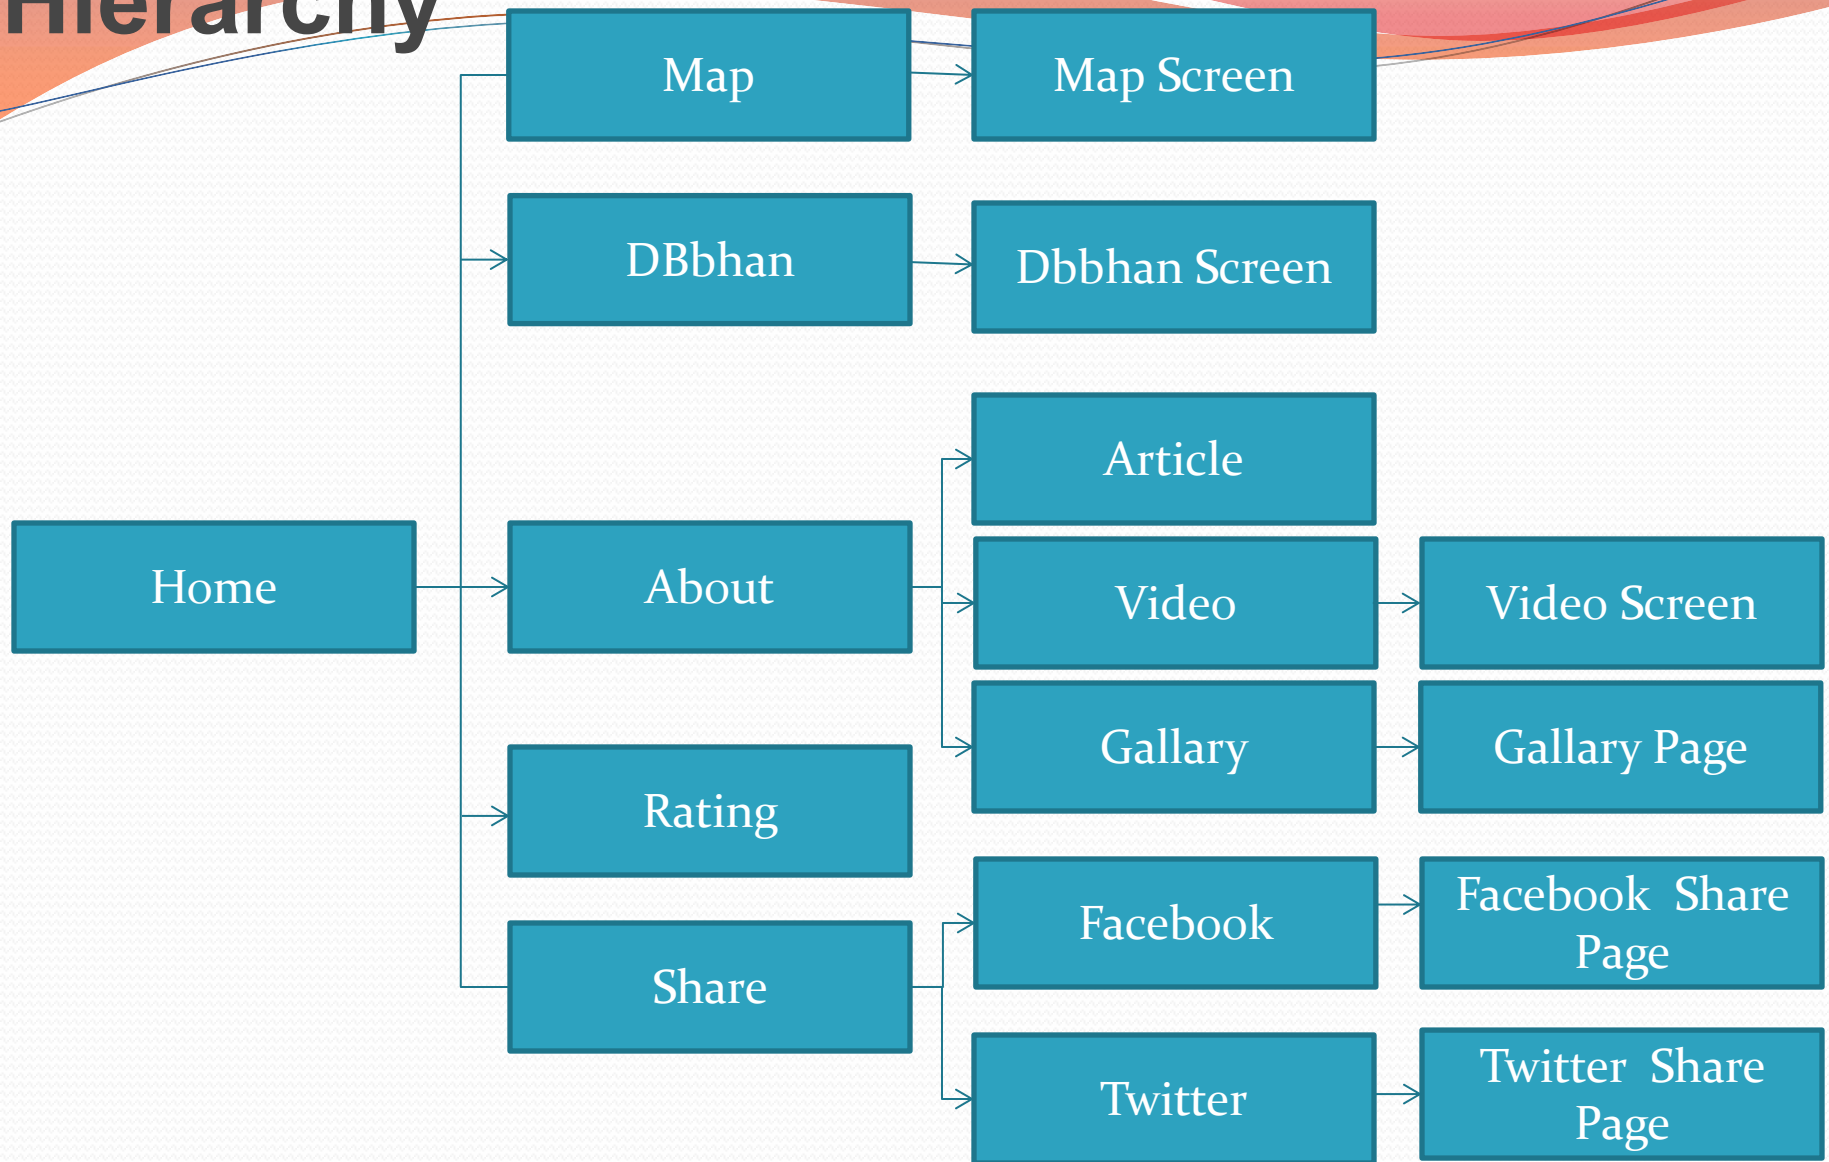 Hierarchy
Map
Map Screen
DBbhan
Dbbhan Screen
Article
Home
About
Video
Video Screen
Gallary
Gallary Page
Rating
Facebook
Facebook Share
Page
Share
Twitter
Twitter Share
Page